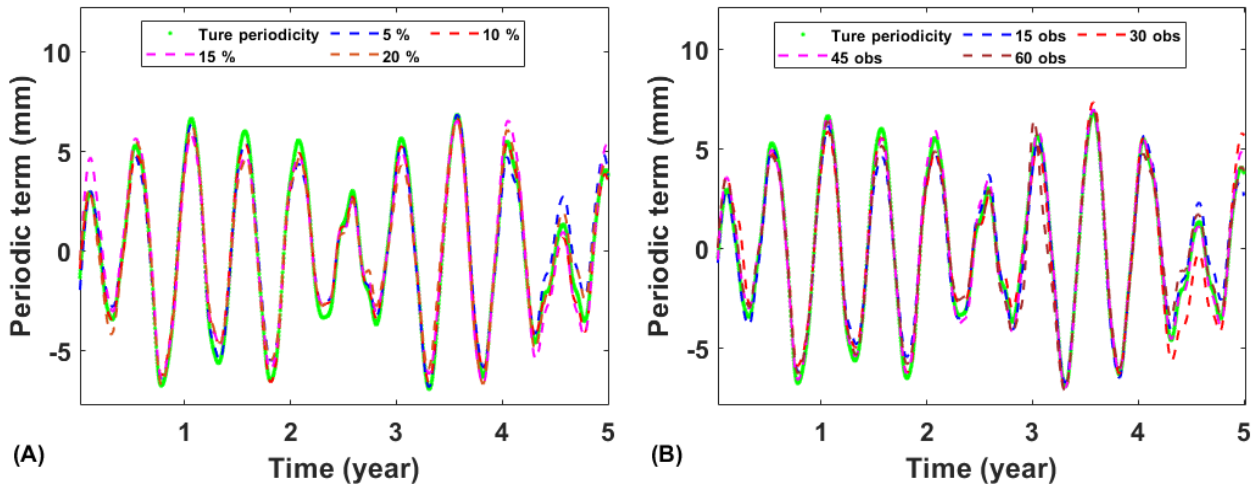 Ture periodicity 5 % 10 %
15 % 20 %
10
5
0
-5
Periodic term (mm)
1 2 3 4 5
Time (year)
(A)
Ture periodicity 15 obs 30 obs
45 obs 60 obs
10
5
0
-5
Periodic term (mm)
1 2 3 4 5
Time (year)
(B)